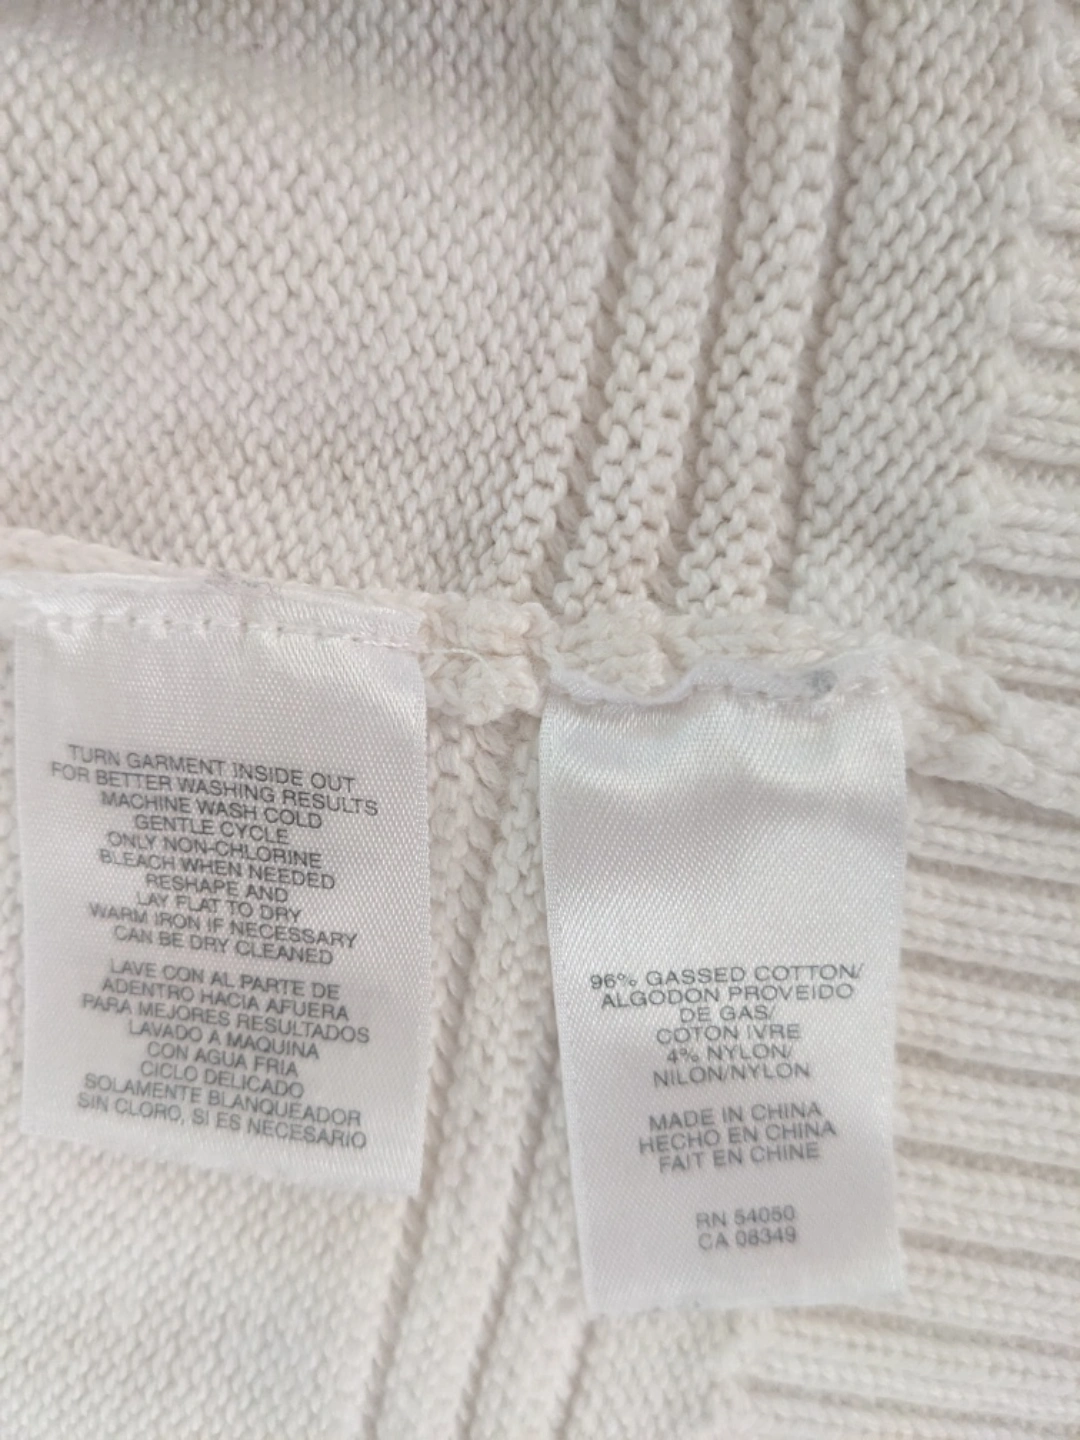 TURN GARMENT INSIDE OUT
FOR BETTER WASHING RESULTS
MACHINE WASH COLD
GENTLE CYCLE
ONLY NON-CHLORINE
BLEACH WHEN NEEDED
RESHAPE AND
LAY FLAT TO DRY
WARM IRON IF NECESSARY
CAN BE DRY CLEANED
LAVE CON AL PARTE DE
ADENTRO HACIA AFUERA
PARA MEJORES RESULTADOS
LAVADO A MAQUINA
CON AGUA FRIA
CICLO DELICADO
SOLAMENTE BLANQUEADOR
SIN CLORO, SI ES NECESARIO
96% GASSED COTTON/
ALGODON PROVEIDO
DE GAS/
COTON IVRE
4% NYLON/
NILON/NYLON
MADE IN CHINA
HECHO EN CHINA
FAIT EN CHINE
RN 54050
CA 08349